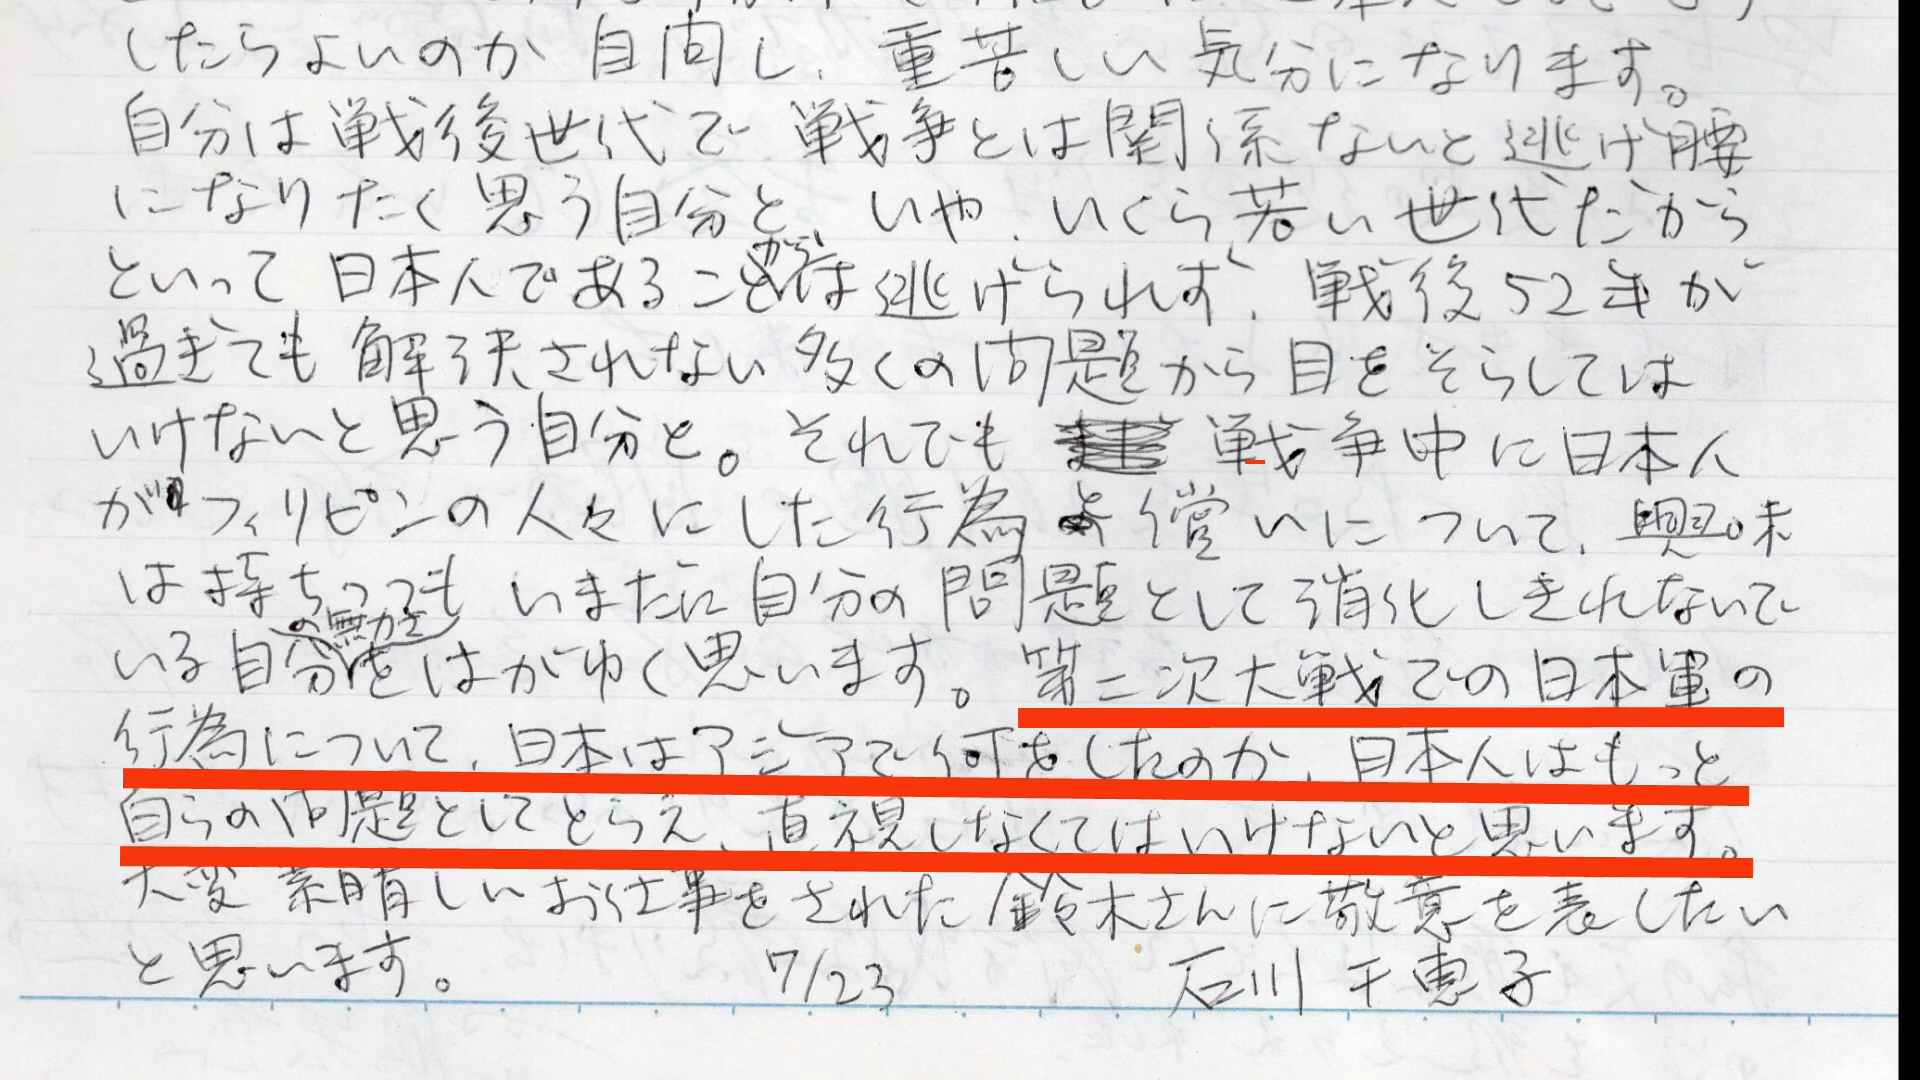 したらよいのか自問し、重苦しい気分になります。
自分は戦後世代で、戦争とは関係ないと逃げ腰
になりたく思う自分と、いや、いくら若い世代だから
といって日本人であることからは逃げられず、戦後52年が
過ぎても解決されない多くの問題から目をそらしては
いけないと思う自分と。それでも 戦争中に日本人
がフィリピンの人々にした行為や償いについて、興味
は持ちつつも いまだに自分の問題として消化しきれないで
いる自分の無力さをはがゆく思います。第二次大戦での日本軍の
行為について、日本はアジアで何をしたのか、日本人はもっと
自らの問題としてとらえ、直視しなくてはいけないと思います。
大変素晴しいお仕事をされた鈴木さんに敬意を表したい
と思います。 7/23 石川 千恵子